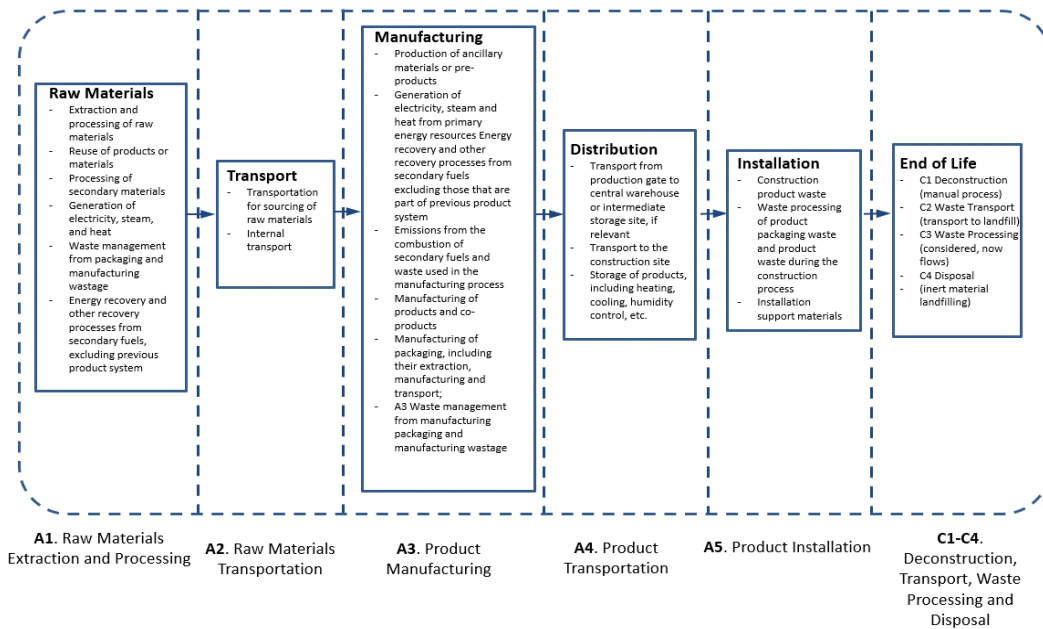 Raw Materials
- Extraction and
processing of raw
materials
- Reuse of products or
materials
- Processing of
secondary materials
- Generation of
electricity, steam,
and heat
- Waste management
from packaging and
manufacturing
wastage
- Energy recovery and
other recovery
processes from
secondary fuels,
excluding previous
product system
Transport
- Transportation
for sourcing of
raw materials
- Internal
transport
Manufacturing
- Production of ancillary
materials or pre-
products
- Generation of
electricity, steam and
heat from primary
energy resources Energy
recovery and other
recovery processes from
secondary fuels
excluding those that are
part of previous product
system
- Emissions from the
combustion of
secondary fuels and
waste used in the
manufacturing process
- Manufacturing of
products and co-
products
- Manufacturing of
packaging, including
their extraction,
manufacturing and
transport;
- A3 Waste management
from manufacturing
packaging and
manufacturing wastage
Distribution
- Transport from
production gate to
central warehouse
or intermediate
storage site, if
relevant
- Transport to the
construction site
- Storage of products,
including heating,
cooling, humidity
control, etc.
Installation
- Construction
product waste
- Waste processing
of product
packaging waste
and product
waste during the
construction
process
- Installation
support materials
End of Life
- C1 Deconstruction
(manual process)
- C2 Waste Transport
(transport to landfill)
- C3 Waste Processing
(considered, now
flows)
- C4 Disposal
- (inert material
landfilling)
A1. Raw Materials
Extraction and Processing
A2. Raw Materials
Transportation
A3. Product
Manufacturing
A4. Product
Transportation
A5. Product Installation
C1-C4.
Deconstruction,
Transport, Waste
Processing and
Disposal